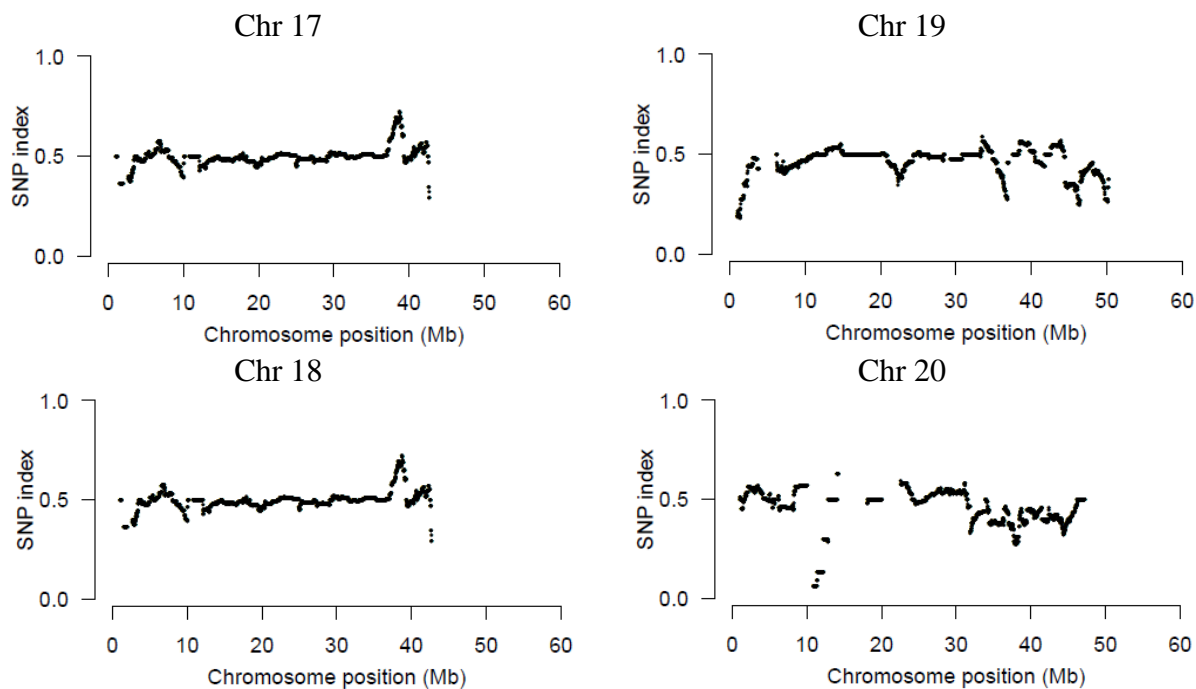 Chr 17
1.0
0.5
0.0
SNP index
0 10 20 30 40 50 60
Chromosome position (Mb)
Chr 19
1.0
0.5
0.0
SNP index
0 10 20 30 40 50 60
Chromosome position (Mb)
Chr 18
1.0
0.5
0.0
SNP index
0 10 20 30 40 50 60
Chromosome position (Mb)
Chr 20
1.0
0.5
0.0
SNP index
0 10 20 30 40 50 60
Chromosome position (Mb)